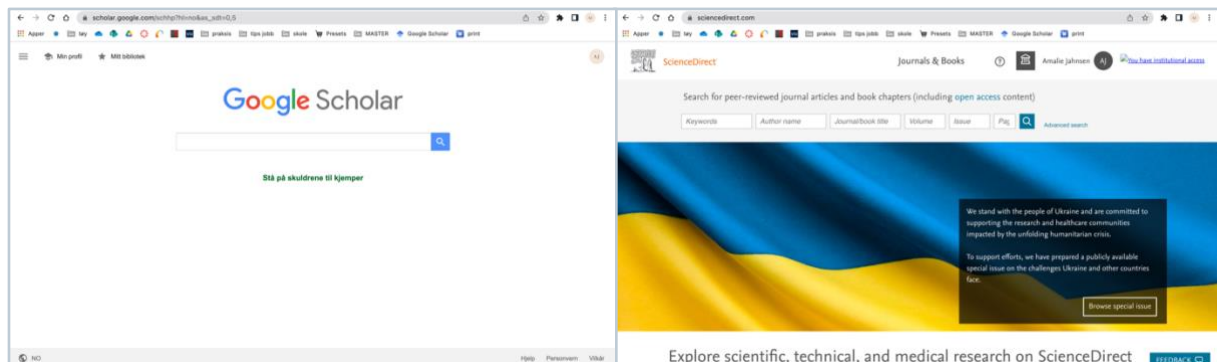 scholar.google.com/schhp?hl=no&as_sdt=0,5
Apper
tøy
praksis
tips jobb
skole
Presets
MASTER
Google Scholar
print
Min profil
Mitt bibliotek
AJ
Google Scholar
Stå på skuldrene til kjemper
NO
Hjelp Personvern Vilkår
sciencedirect.com
Apper
tøy
praksis
tips jobb
skole
Presets
MASTER
Google Scholar
print
ScienceDirect
Journals & Books
Amalie Jahnsen
AJ
You have institutional access
Search for peer-reviewed journal articles and book chapters (including open access content)
Keywords
Author name
Journal/book title
Volume
Issue
Advanced search
We stand with the people of Ukraine and are committed to
supporting the research and healthcare communities
impacted by the unfolding humanitarian crisis.
To support efforts, we have prepared a publicly available
special issue on the challenges Ukraine and other countries
face.
Browse special issue
Explore scientific, technical, and medical research on ScienceDirect
FEEDBACK